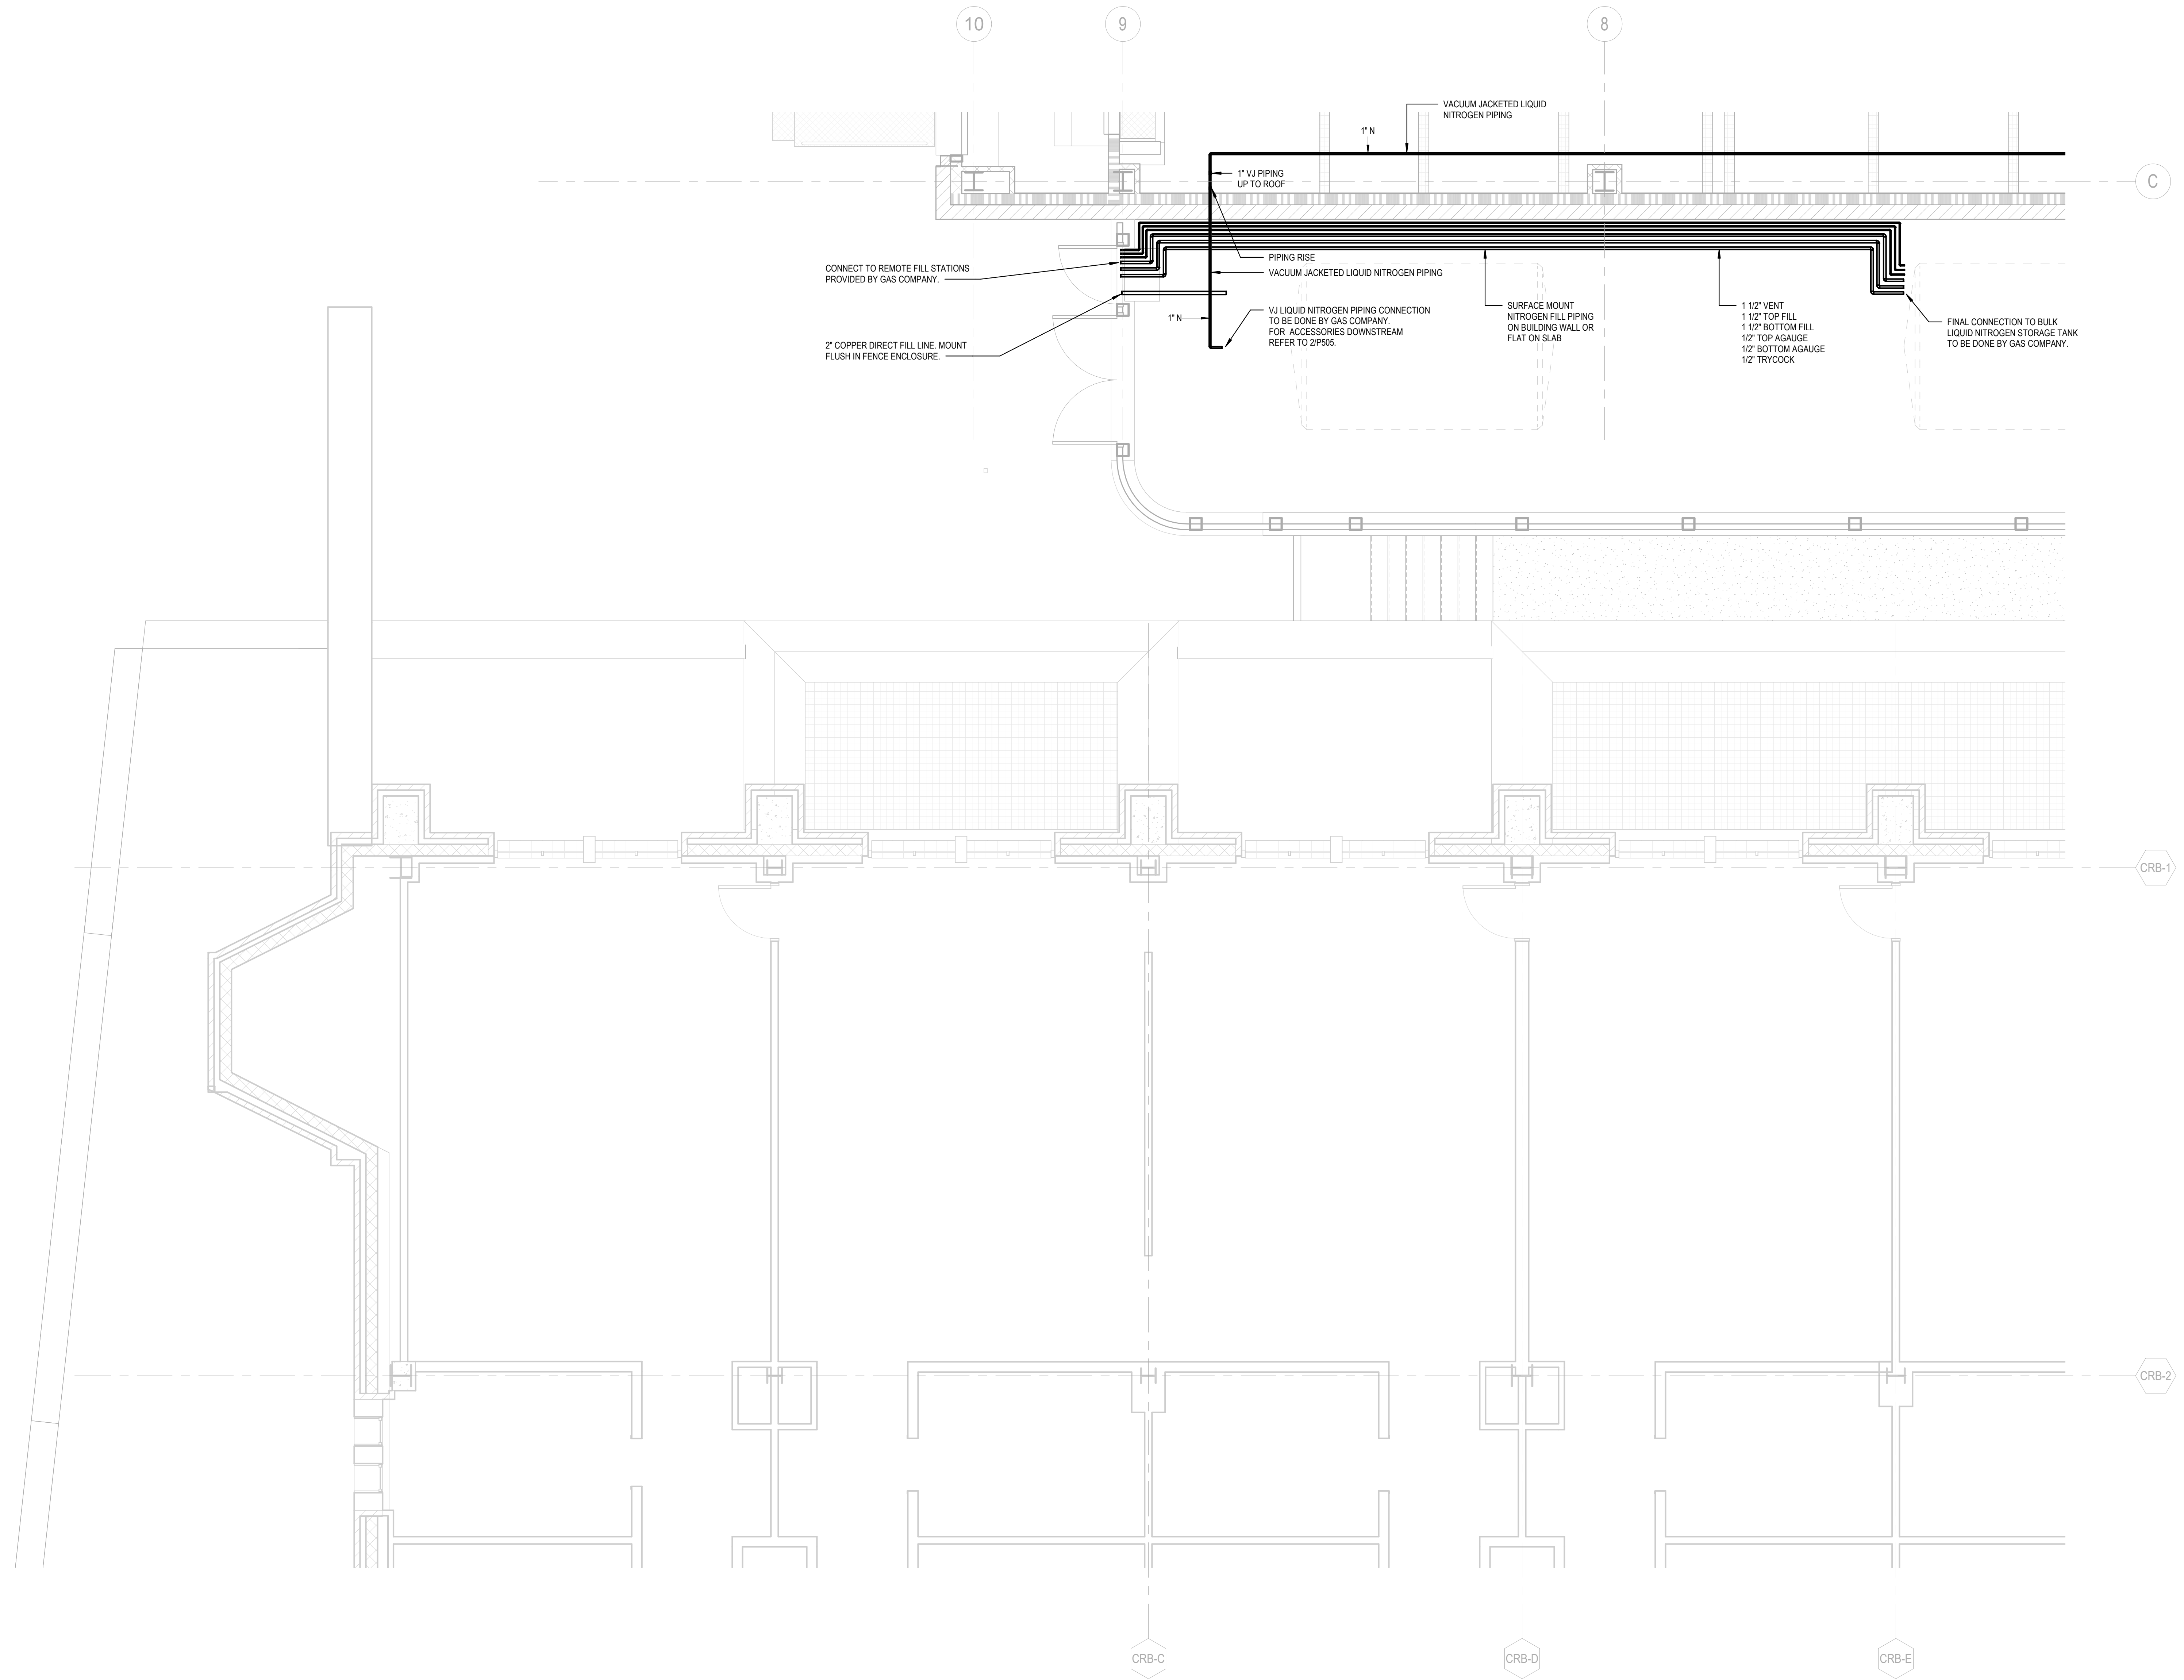 10
9
8
VACUUM JACKETED LIQUID
NITROGEN PIPING
1" N
1" VJ PIPING
UP TO ROOF
C
PIPING RISE
CONNECT TO REMOTE FILL STATIONS
PROVIDED BY GAS COMPANY.
VACUUM JACKETED LIQUID NITROGEN PIPING
VJ LIQUID NITROGEN PIPING CONNECTION
TO BE DONE BY GAS COMPANY.
FOR ACCESSORIES DOWNSTREAM
REFER TO 2/P505.
1" N
SURFACE MOUNT
NITROGEN FILL PIPING
ON BUILDING WALL OR
FLAT ON SLAB
1 1/2" VENT
1 1/2" TOP FILL
1 1/2" BOTTOM FILL
1/2" TOP AGAUGE
1/2" BOTTOM AGAUGE
1/2" TRYCOCK
FINAL CONNECTION TO BULK
LIQUID NITROGEN STORAGE TANK
TO BE DONE BY GAS COMPANY.
2" COPPER DIRECT FILL LINE. MOUNT
FLUSH IN FENCE ENCLOSURE.
CRB-1
CRB-2
CRB-C
CRB-D
CRB-E